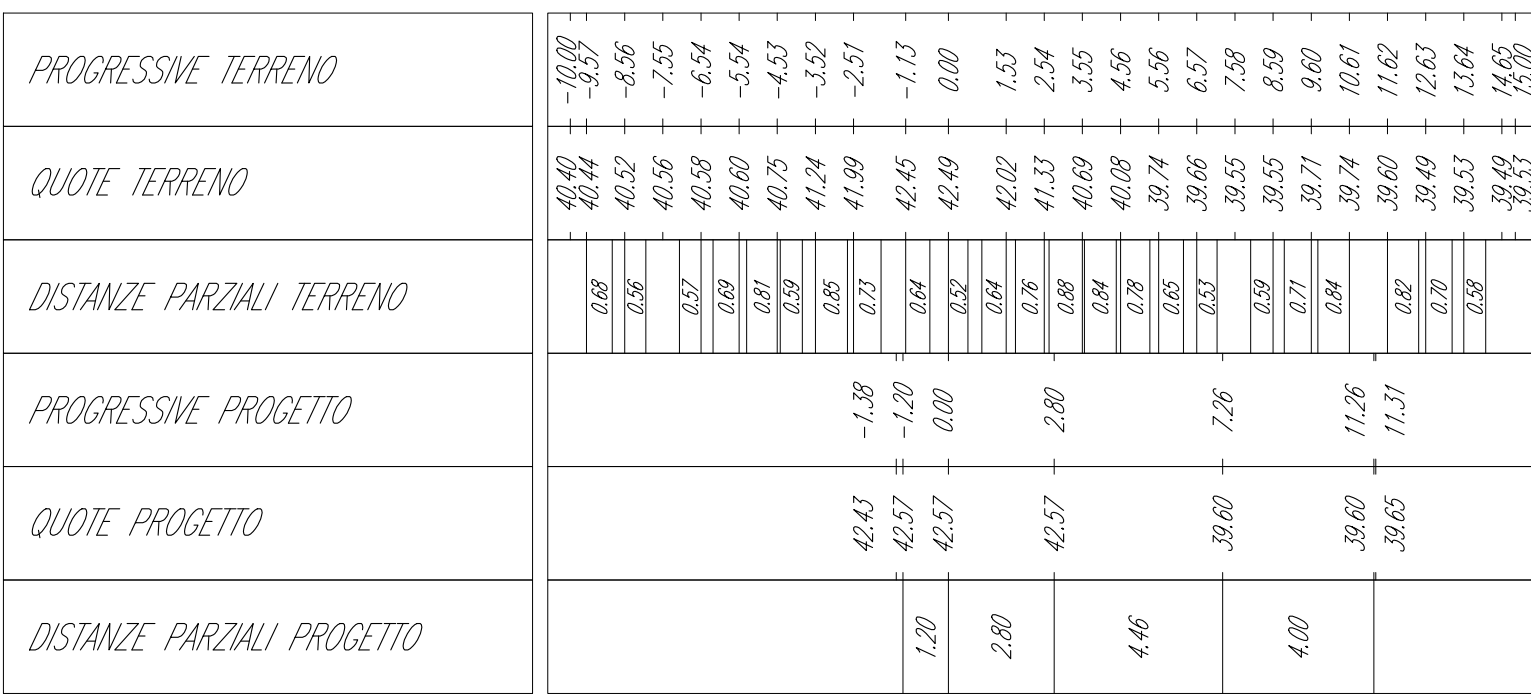 PROGRESSIVE TERRENO
-10.00 -9.57 -8.56 -7.55 -6.54 -5.54 -4.53 -3.52 -2.51 -1.13 0.00 1.53 2.54 3.55 4.56 5.56 6.57 7.58 8.59 9.60 10.61 11.62 12.63 13.64 14.65 15.00
QUOTE TERRENO
40.40 40.44 40.52 40.56 40.58 40.60 40.75 41.24 41.99 42.45 42.49 42.02 41.33 40.69 40.08 39.74 39.66 39.55 39.55 39.71 39.74 39.60 39.49 39.53 39.49 39.53
DISTANZE PARZIALI TERRENO
0.68 0.56 0.57 0.69 0.81 0.59 0.85 0.73 0.64 0.52 0.64 0.76 0.88 0.84 0.78 0.65 0.53 0.59 0.71 0.84 0.82 0.70 0.58
PROGRESSIVE PROGETTO
-1.38 -1.20 0.00 2.80 7.26 11.26 11.31
QUOTE PROGETTO
42.43 42.57 42.57 42.57 39.60 39.60 39.65
DISTANZE PARZIALI PROGETTO
1.20 2.80 4.46 4.00